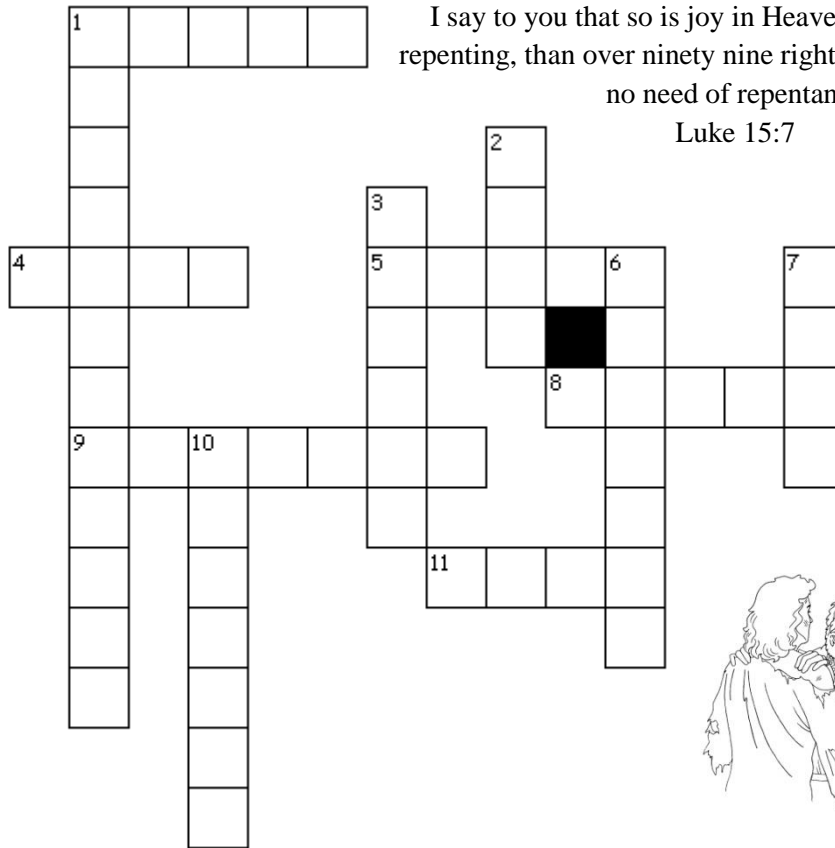 I say to you that so is joy in Heave
repenting, than over ninety nine right
no need of repentan
Luke 15:7
1
2
3
4 5 6 7
8
9 10
11